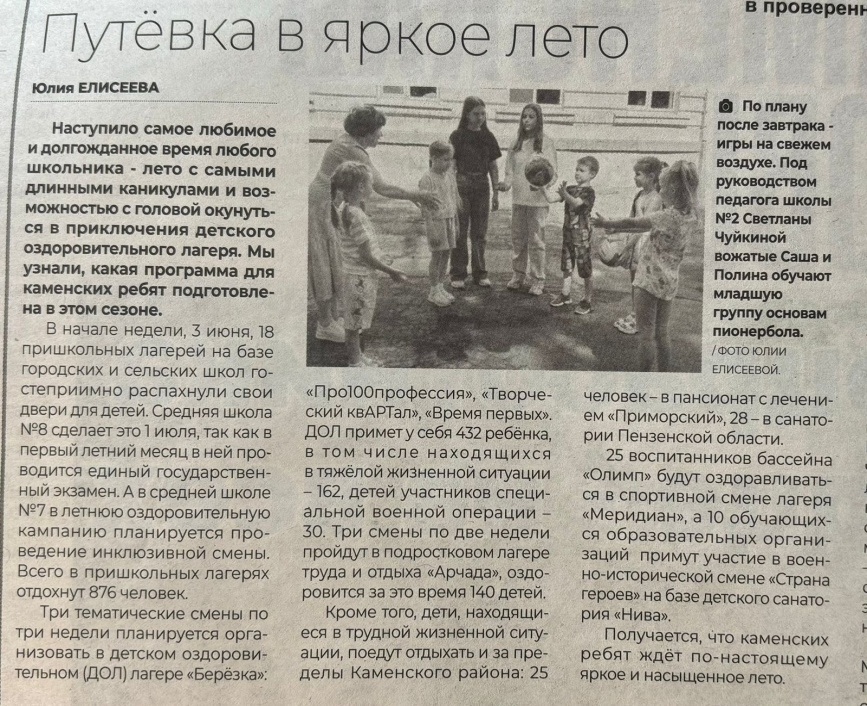 в проверенн
Путёвка в яркое лето
Юлия ЕЛИСЕЕВА
Наступило самое любимое
и долгожданное время любого
школьника - лето с самыми
длинными каникулами и воз-
можностью с головой окунуть-
ся в приключения детского
оздоровительного лагеря. Мы
узнали, какая программа для
каменских ребят подготовле-
на в этом сезоне.
В начале недели, 3 июня, 18
пришкольных лагерей на базе
городских и сельских школ го-
степриимно распахнули свои
двери для детей. Средняя школа
№8 сделает это 1 июля, так как в
первый летний месяц в ней про-
водится единый государствен-
ный экзамен. А в средней школе
№7 в летнюю оздоровительную
кампанию планируется про-
ведение инклюзивной смены.
Всего в пришкольных лагерях
отдохнут 876 человек.
Три тематические смены по
три недели планируется орга-
низовать в детском оздорови-
тельном (ДОЛ) лагере «Берёзка»:
По плану
после завтрака -
игры на свежем
воздухе. Под
руководством
педагога школы
№2 Светланы
Чуйкиной
вожатые Саша и
Полина обучают
младшую
группу основам
пионербола.
/ ФОТО ЮЛИИ
ЕЛИСЕЕВОЙ.
«Про100профессия», «Творче-
ский квАРТал», «Время первых».
ДОЛ примет у себя 432 ребёнка,
в том числе находящихся
в тяжёлой жизненной ситуации
– 162, детей участников специ-
альной военной операции –
30. Три смены по две недели
пройдут в подростковом лагере
труда и отдыха «Арчада», оздо-
ровится за это время 140 детей.
Кроме того, дети, находящи-
еся в трудной жизненной ситу-
ации, поедут отдыхать и за пре-
делы Каменского района: 25
человек – в пансионат с лечени-
ем «Приморский», 28 – в санато-
рии Пензенской области.
25 воспитанников бассейна
«Олимп» будут оздоравливать-
ся в спортивной смене лагеря
«Меридиан», а 10 обучающих-
ся образовательных органи-
заций примут участие в воен-
но-исторической смене «Страна
героев» на базе детского санато-
рия «Нива».
Получается, что каменских
ребят ждёт по-настоящему
яркое и насыщенное лето.